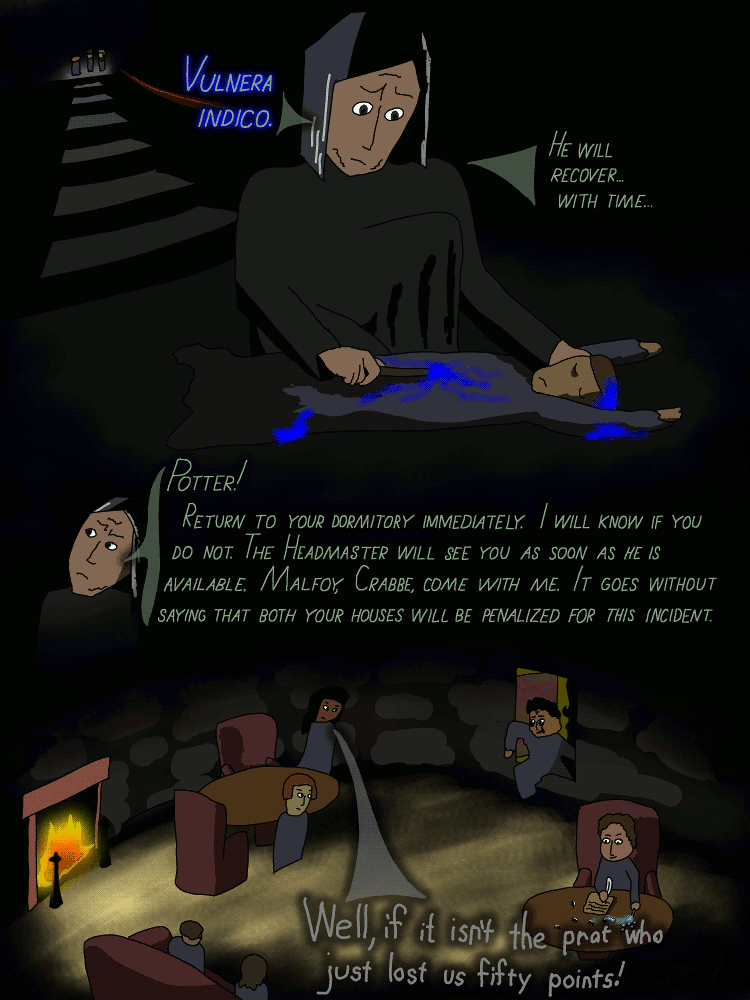 Vulnera
indico.
He will
recover...
with time...
Potter!
Return to your dormitory immediately. I will know if you
do not. The Headmaster will see you as soon as he is
available. Malfoy, Crabbe, come with me. It goes without
saying that both your houses will be penalized for this incident.
Well, if it isn't the prat who
just lost us fifty points!